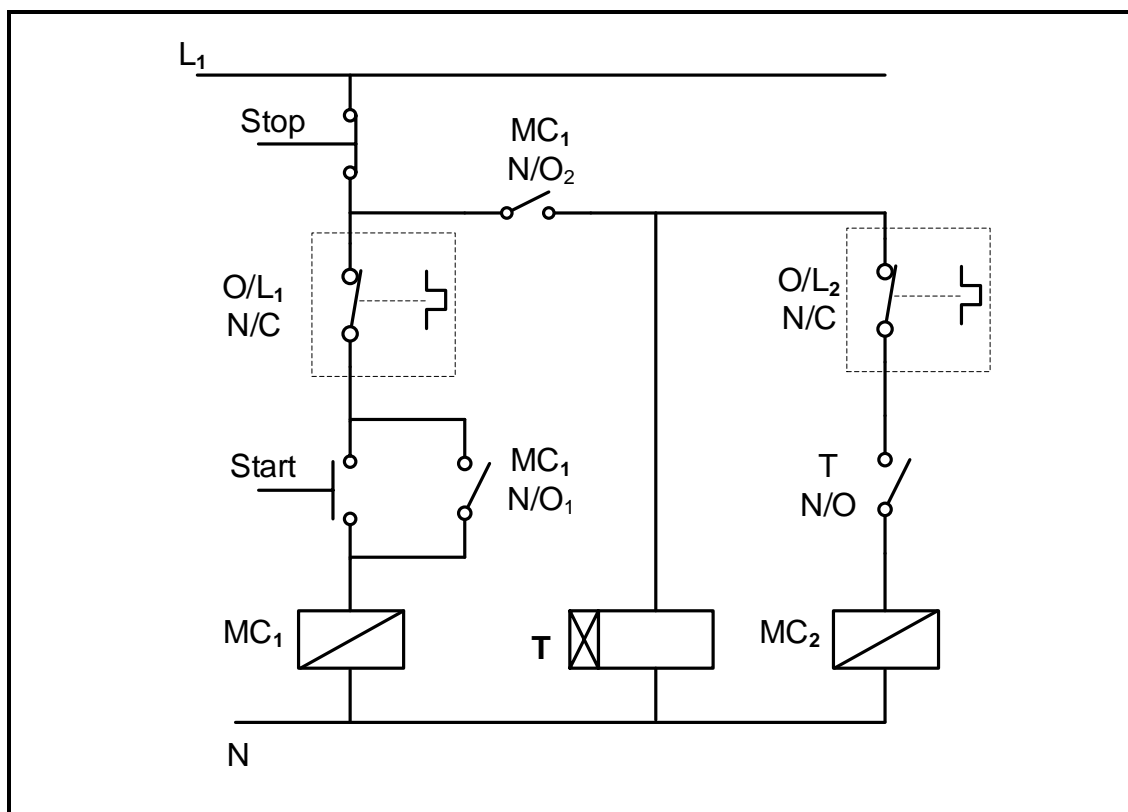 L₁
Stop
MC₁
N/O₂
O/L₁
N/C
O/L₂
N/C
Start
MC₁
N/O₁
T
N/O
MC₁
T
MC₂
N